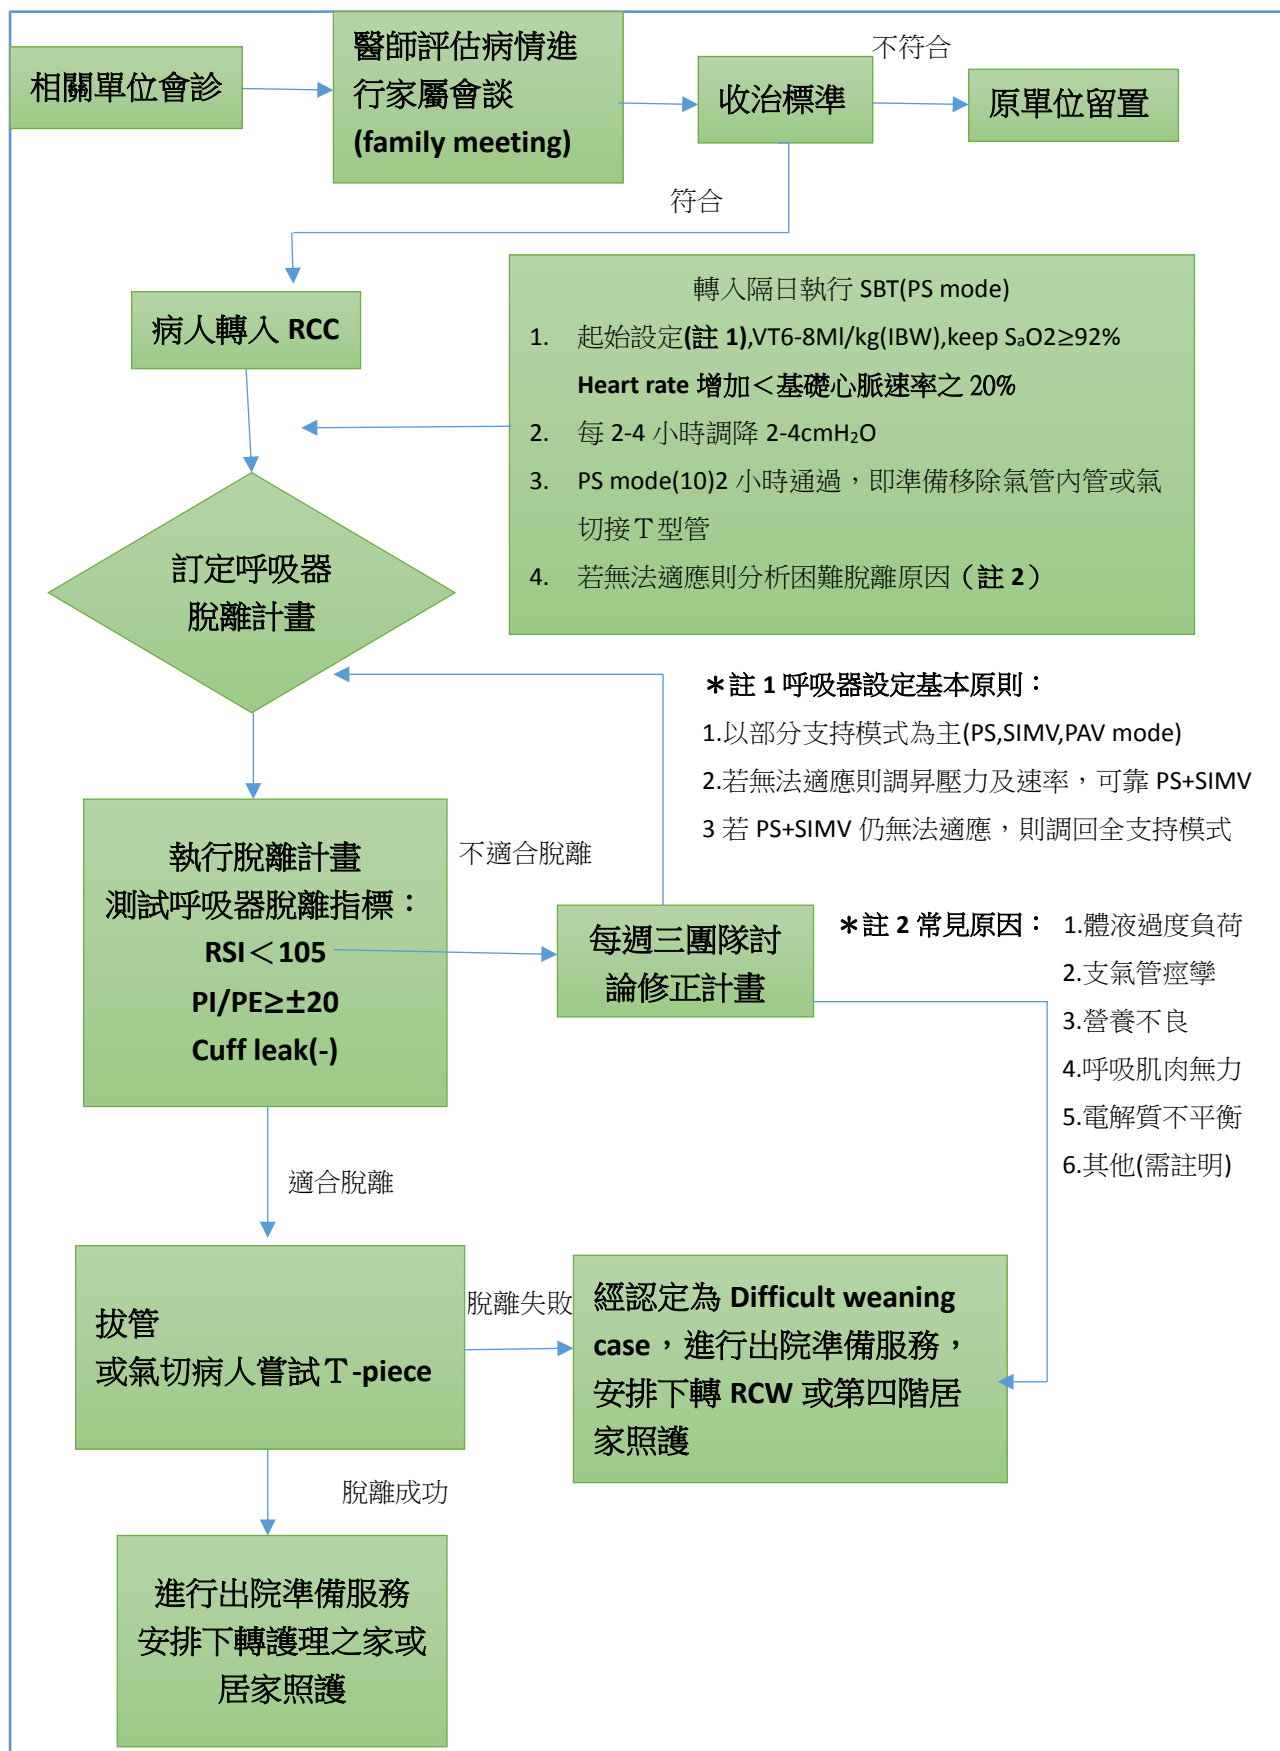 相關單位會診
醫師評估病情進
行家屬會談
(family meeting)
收治標準
不符合
原單位留置
符合
病人轉入 RCC
轉入隔日執行 SBT(PS mode)
1. 起始設定(註 1),VT6-8Ml/kg(IBW),keep SₐO2≥92%
Heart rate 增加＜基礎心脈速率之 20%
2. 每 2-4 小時調降 2-4cmH₂O
3. PS mode(10)2 小時通過，即準備移除氣管內管或氣
切接Ｔ型管
4. 若無法適應則分析困難脫離原因（註 2）
訂定呼吸器
脫離計畫
＊註 1 呼吸器設定基本原則：
1.以部分支持模式為主(PS,SIMV,PAV mode)
2.若無法適應則調昇壓力及速率，可靠 PS+SIMV
3 若 PS+SIMV 仍無法適應，則調回全支持模式
執行脫離計畫
測試呼吸器脫離指標：
RSI＜105
PI/PE≥±20
Cuff leak(-)
不適合脫離
每週三團隊討
論修正計畫
＊註 2 常見原因： 1.體液過度負荷
2.支氣管痙攣
3.營養不良
4.呼吸肌肉無力
5.電解質不平衡
6.其他(需註明)
適合脫離
拔管
或氣切病人嘗試Ｔ-piece
脫離失敗
經認定為 Difficult weaning
case，進行出院準備服務，
安排下轉 RCW 或第四階居
家照護
脫離成功
進行出院準備服務
安排下轉護理之家或
居家照護